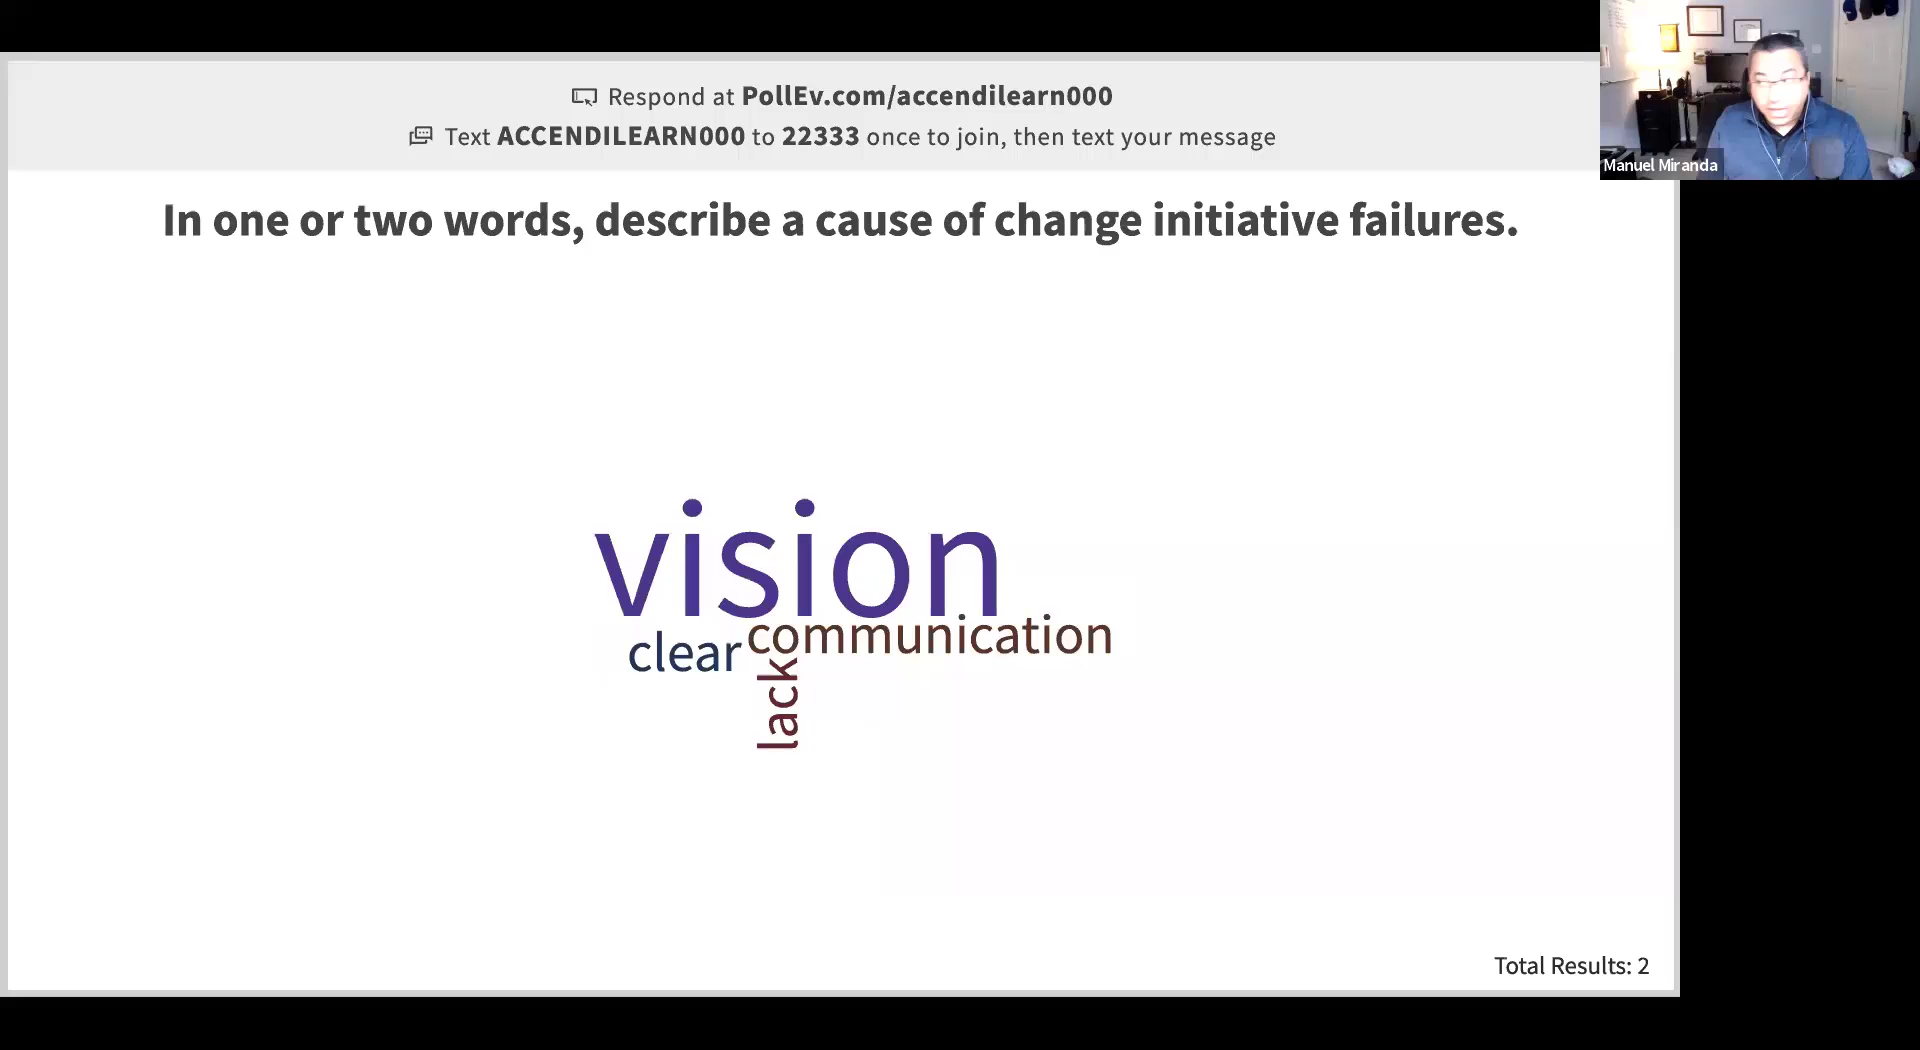 Respond at PollEv.com/accendilearn000
Text ACCENDILEARN000 to 22333 once to join, then text your message
Manuel Miranda
In one or two words, describe a cause of change initiative failures.
vision
clear communication
lack
Total Results: 2